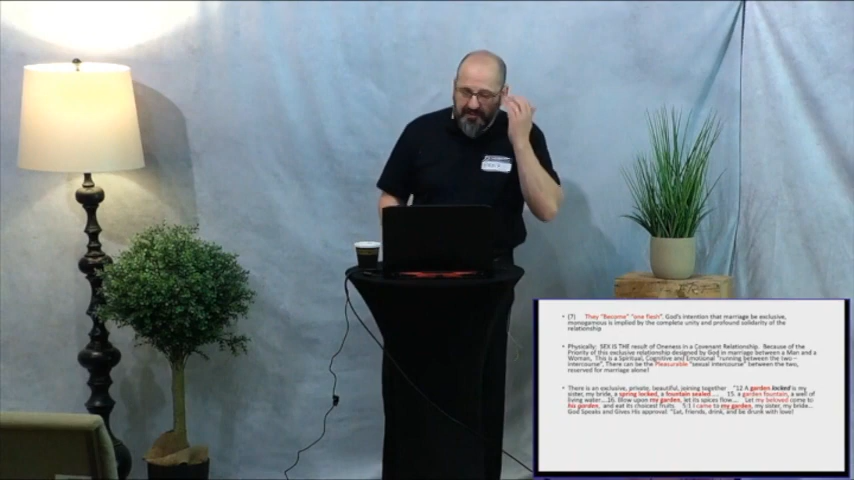 • (7) They "Become" "one flesh". God's intention that marriage be exclusive,
monogamous is implied by the complete unity and profound solidarity of the
relationship
• Physically: SEX IS THE result of Oneness in a Covenant Relationship. Because of the
Priority of this exclusive relationship designed by God in marriage between a Man and a
Woman, This is a Spiritual, Cognitive and Emotional "running between the two –
intercourse", There can be the Pleasurable "sexual intercourse" between the two,
reserved for marriage alone!
• There is an exclusive, private, beautiful, joining together "12 A garden locked is my
sister, my bride, a spring locked, a fountain sealed.... 15. a garden fountain, a well of
living water...16. Blow upon my garden, let its spices flow.... Let my beloved come to
his garden, and eat its choicest fruits. 5:1 I came to my garden, my sister, my bride...
God Speaks and Gives His approval: "Eat, friends, drink, and be drunk with love!